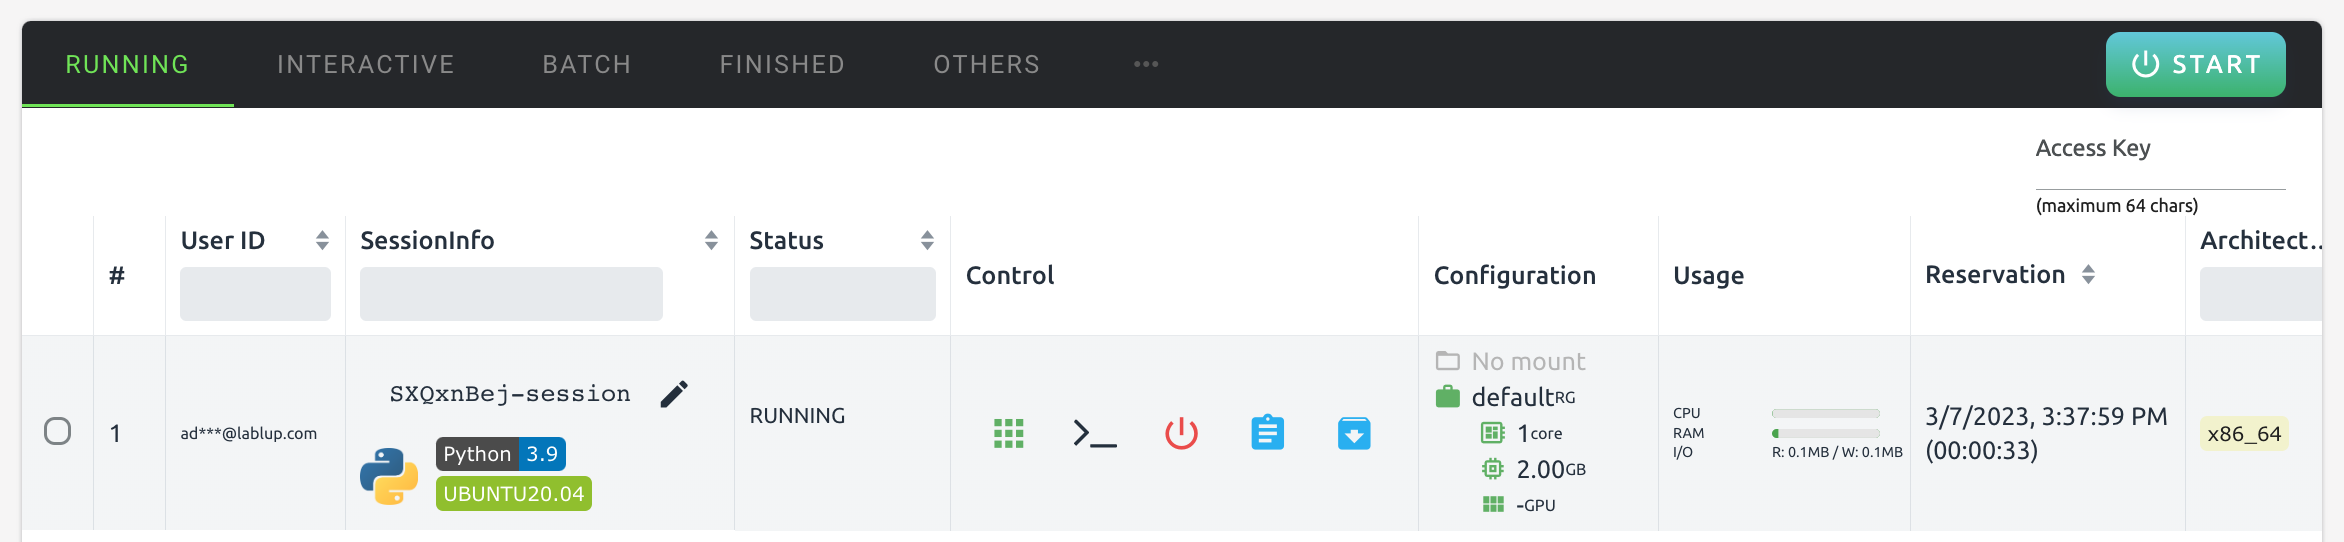 RUNNING INTERACTIVE BATCH FINISHED OTHERS ••• START
Access Key
(maximum 64 chars)
# User ID SessionInfo Status Control Configuration Usage Reservation Architect...
1 ad***@lablup.com
SXQxnBej-session
Python 3.9
UBUNTU20.04
RUNNING
No mount
defaultRG
1core
2.00GB
-GPU
CPU
RAM
I/O R: 0.1MB / W: 0.1MB
3/7/2023, 3:37:59 PM
(00:00:33)
x86_64